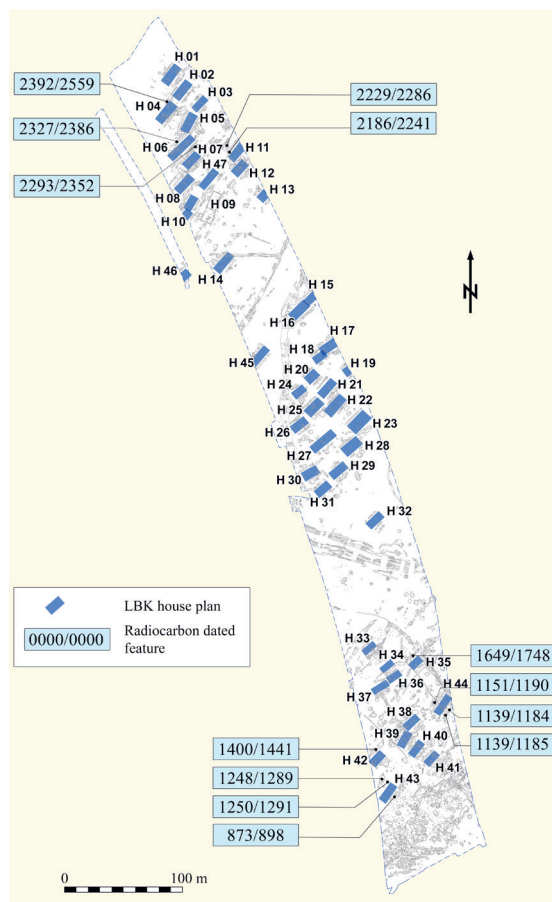 H 01
H 02
2392/2559
H 03
2229/2286
H 04
H 05
2186/2241
2327/2386
H 06
H 07
H 11
H 47
H 12
2293/2352
H 13
H 08
H 09
H 10
H 46
H 14
H 15
N
H 16
H 17
H 18
H 45
H 19
H 20
H 24
H 21
H 22
H 25
H 23
H 26
H 28
H 27
H 29
H 30
H 31
H 32
LBK house plan
0000/0000
Radiocarbon dated
feature
H 33
H 34
1649/1748
H 35
H 36
H 44
1151/1190
H 37
H 38
1139/1184
H 39
H 40
1139/1185
1400/1441
H 42
H 41
1248/1289
H 43
1250/1291
873/898
0
100 m